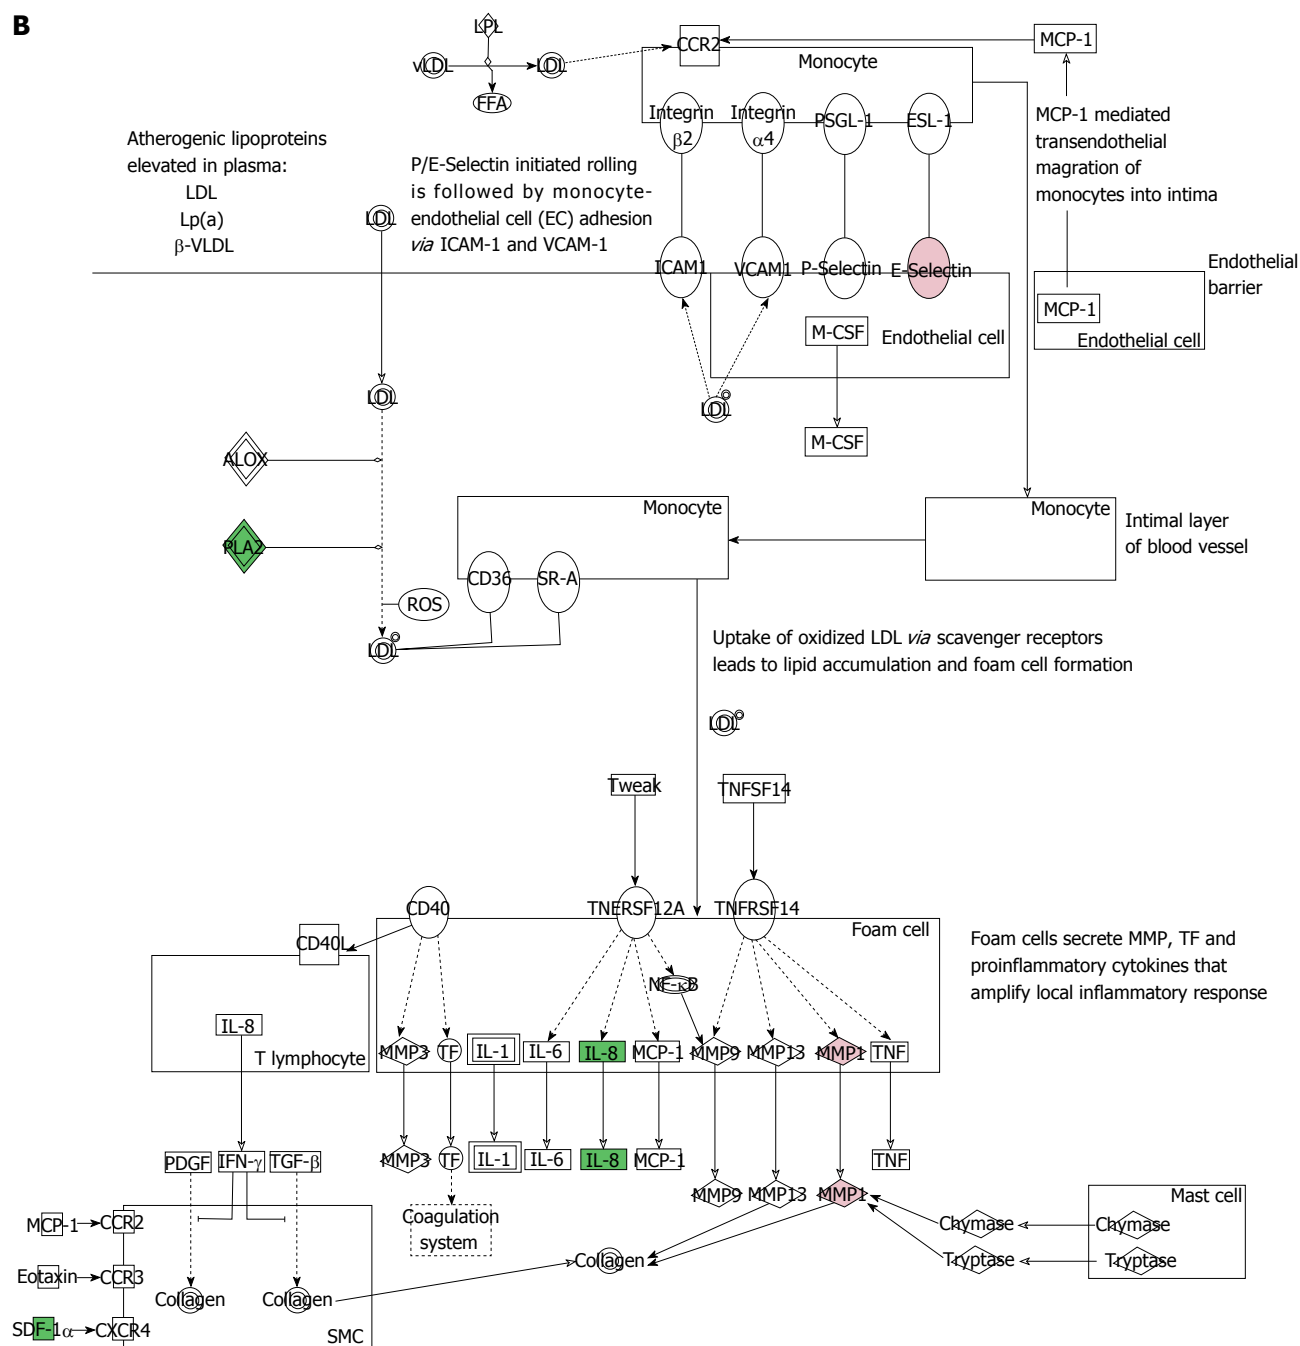 B
LPL
vLDL
LDL
FFA
CCR2
MCP-1
Monocyte
Integrin
β2
Integrin
α4
PSGL-1
ESL-1
MCP-1 mediated
transendothelial
magration of
monocytes into intima
Atherogenic lipoproteins
elevated in plasma:
LDL
Lp(a)
β-VLDL
P/E-Selectin initiated rolling
is followed by monocyte-
endothelial cell (EC) adhesion
via ICAM-1 and VCAM-1
LDL
ICAM1
VCAM1
P-Selectin
E-Selectin
Endothelial
barrier
MCP-1
Endothelial cell
M-CSF
Endothelial cell
LDL
LDL
M-CSF
ALOX
PLA2
Monocyte
Monocyte
Intimal layer
of blood vessel
CD36
SR-A
ROS
LDL
Uptake of oxidized LDL via scavenger receptors
leads to lipid accumulation and foam cell formation
LDL
Tweak
TNFSF14
CD40
TNERSF12A
TNFRSF14
Foam cell
CD40L
Foam cells secrete MMP, TF and
proinflammatory cytokines that
amplify local inflammatory response
NF-κB
IL-8
T lymphocyte
MMP3
TF
IL-1
IL-6
IL-8
MCP-1
MMP9
MMP13
MMP1
TNF
PDGF
IFN-γ
TGF-β
MMP3
TF
IL-1
IL-6
IL-8
MCP-1
TNF
MMP9
MMP13
MMP1
Mast cell
MCP-1
CCR2
Coagulation
system
Chymase
Chymase
Eotaxin
CCR3
Collagen
Tryptase
Tryptase
Collagen
Collagen
SDF-1α
CXCR4
SMC